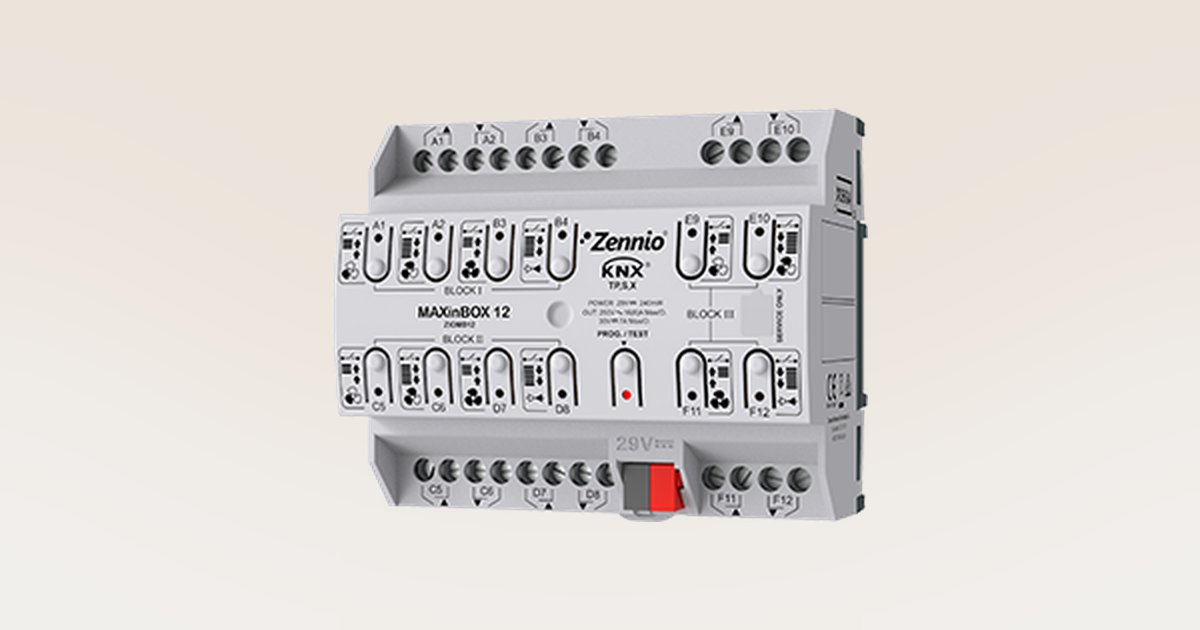 A1 A2 B3 B4 E9 E10
A1 A2 B3 B4 E9 E10
Zennio®
KNX®
TP,S,X
BLOCK I
MAXinBOX 12
ZIOMB12
BLOCK III
SERVICE ONLY
BLOCK II
PROG. / TEST
C5 C6 D7 D8 F11 F12
CE
29V
C5 C6 D7 D8 F11 F12